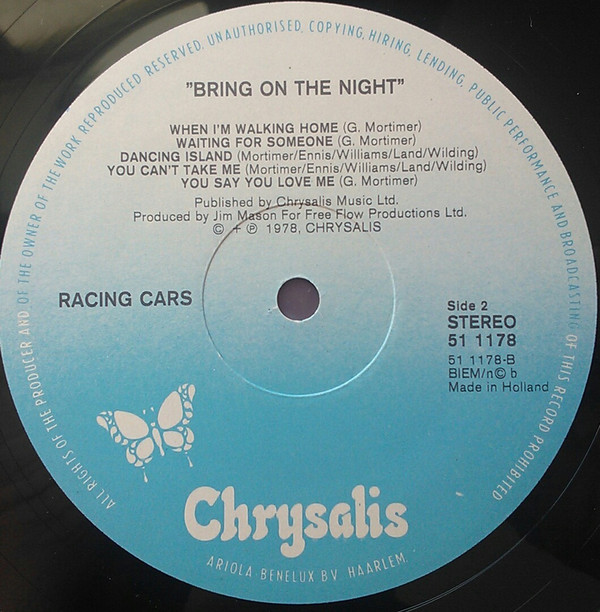 ALL RIGHTS OF THE PRODUCER AND OF THE OWNER OF THE WORK REPRODUCED RESERVED. UNAUTHORISED, COPYING, HIRING, LENDING, PUBLIC PERFORMANCE AND BROADCASTING OF THIS RECORD PROHIBITED
"BRING ON THE NIGHT"
WHEN I'M WALKING HOME (G. Mortimer)
WAITING FOR SOMEONE (G. Mortimer)
DANCING ISLAND (Mortimer/Ennis/Williams/Land/Wilding)
YOU CAN'T TAKE ME (Mortimer/Ennis/Williams/Land/Wilding)
YOU SAY YOU LOVE ME (G. Mortimer)
Published by Chrysalis Music Ltd.
Produced by Jim Mason For Free Flow Productions Ltd.
© + ℗ 1978, CHRYSALIS
RACING CARS
Side 2
STEREO
51 1178
51 1178-B
BIEM/n©b
Made in Holland
Chrysalis
ARIOLA BENELUX BV HAARLEM